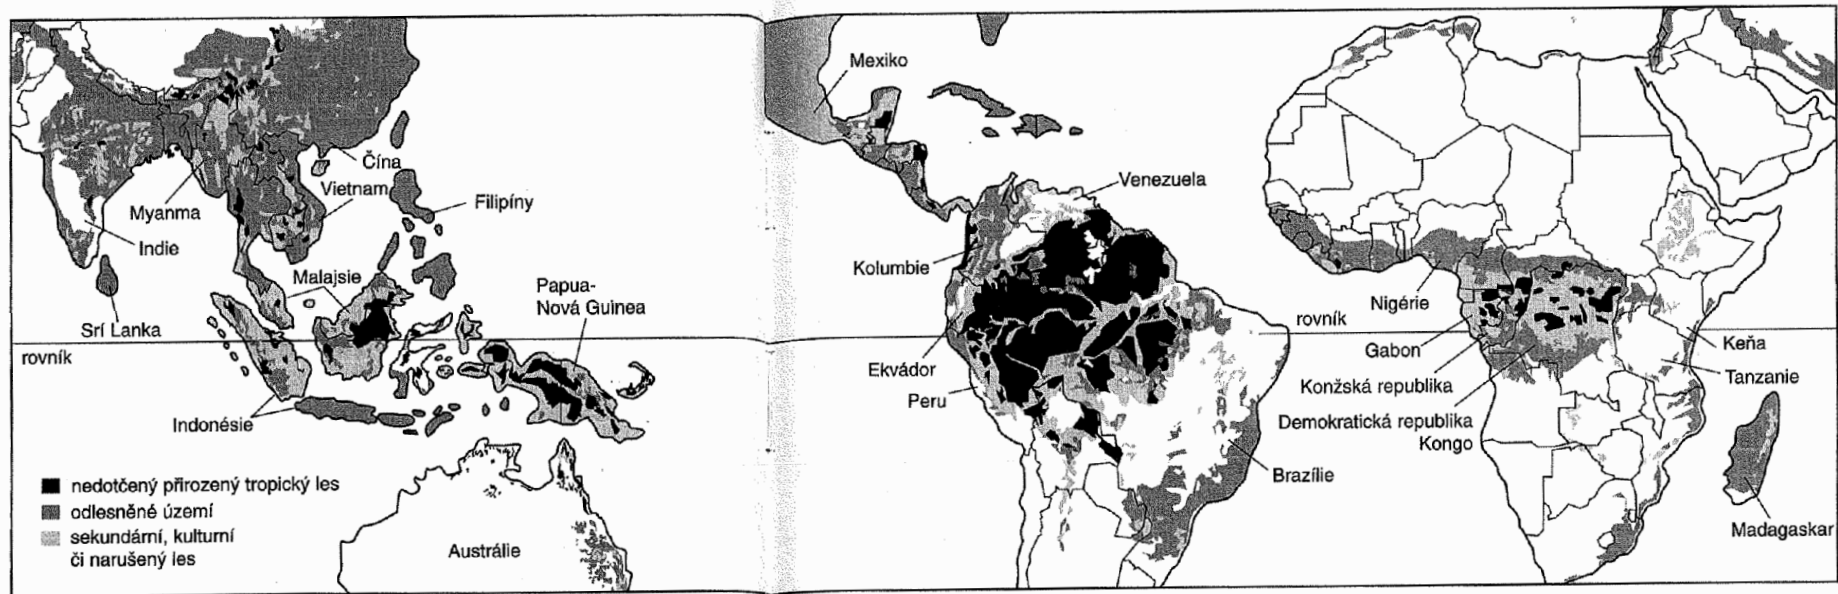 Čína
Vietnam
Myanma
Indie
Filipíny
Malajsie
Papua-
Nová Guinea
Srí Lanka
rovník
Indonésie
nedotčený přirozený tropický les
odlesněné území
sekundární, kulturní
či narušený les
Austrálie
Mexiko
Venezuela
Kolumbie
Ekvádor
Peru
Brazílie
rovník
Nigérie
Gabon
Konžská republika
Demokratická republika
Kongo
Keňa
Tanzanie
Madagaskar